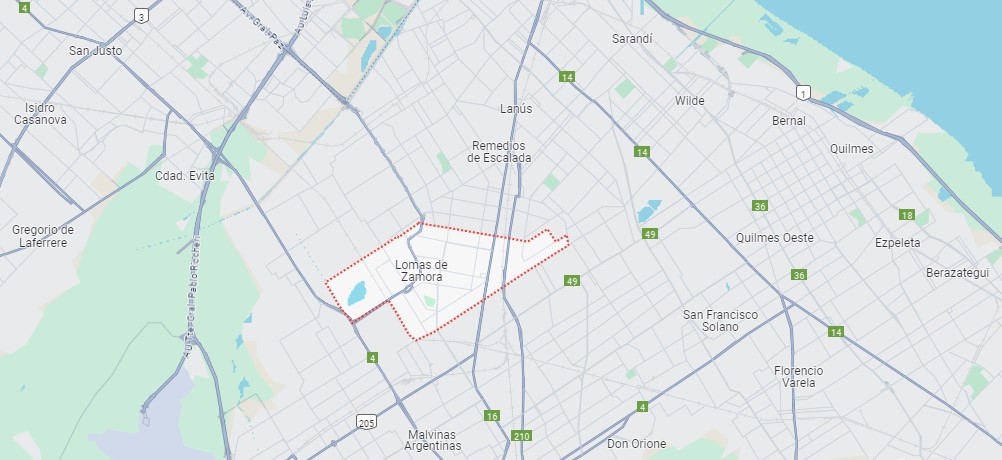 4
3
Av. Gral. Paz
San Justo
Sarandí
14
Isidro
Casanova
Lanús
Wilde
1
Bernal
Remedios
de Escalada
14
Quilmes
Cdad. Evita
36
18
Gregorio de
Laferrere
49
Quilmes Oeste
Ezpeleta
Lomas de
Zamora
49
36
Berazategui
Au Tte. Gral. Pablo Riccheri
San Francisco
Solano
14
4
Florencio
Varela
4
16
205
210
Malvinas
Argentinas
Don Orione